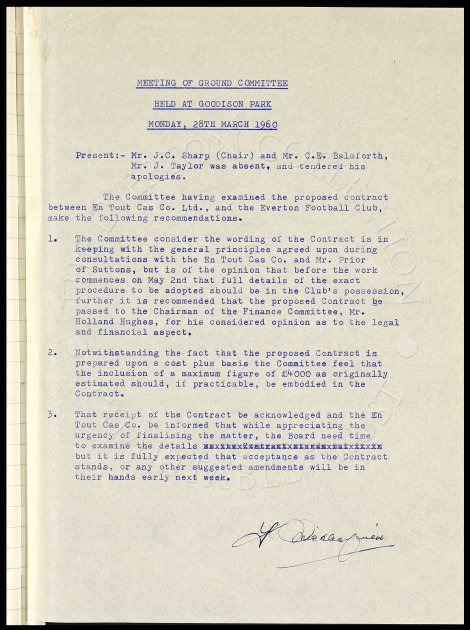 MEETING OF GROUND COMMITTEE
HELD AT GOODISON PARK
MONDAY, 28TH MARCH 1960
Present:- Mr. J.C. Sharp (Chair) and Mr. C.E. Balmforth,
Mr. J. Taylor was absent, and tendered his
apologies.
The Committee having examined the proposed contract
between En Tout Cas Co. Ltd., and the Everton Football Club,
make the following recommendations.
1. The Committee consider the wording of the Contract is in
keeping with the general principles agreed upon during
consultations with the En Tout Cas Co. and Mr. Prior
of Suttons, but is of the opinion that before the work
commences on May 2nd that full details of the exact
procedure to be adopted should be in the Club's possession,
further it is recommended that the proposed Contract be
passed to the Chairman of the Finance Committee, Mr.
Holland Hughes, for his considered opinion as to the legal
and financial aspect.
2. Notwithstanding the fact that the proposed Contract is
prepared upon a cost plus basis the Committee feel that
the inclusion of a maximum figure of £4000 as originally
estimated should, if practicable, be embodied in the
Contract.
3. That receipt of the Contract be acknowledged and the En
Tout Cas Co. be informed that while appreciating the
urgency of finalising the matter, the Board need time
to examine the details
but it is fully expected that acceptance as the Contract
stands, or any other suggested amendments will be in
their hands early next week.